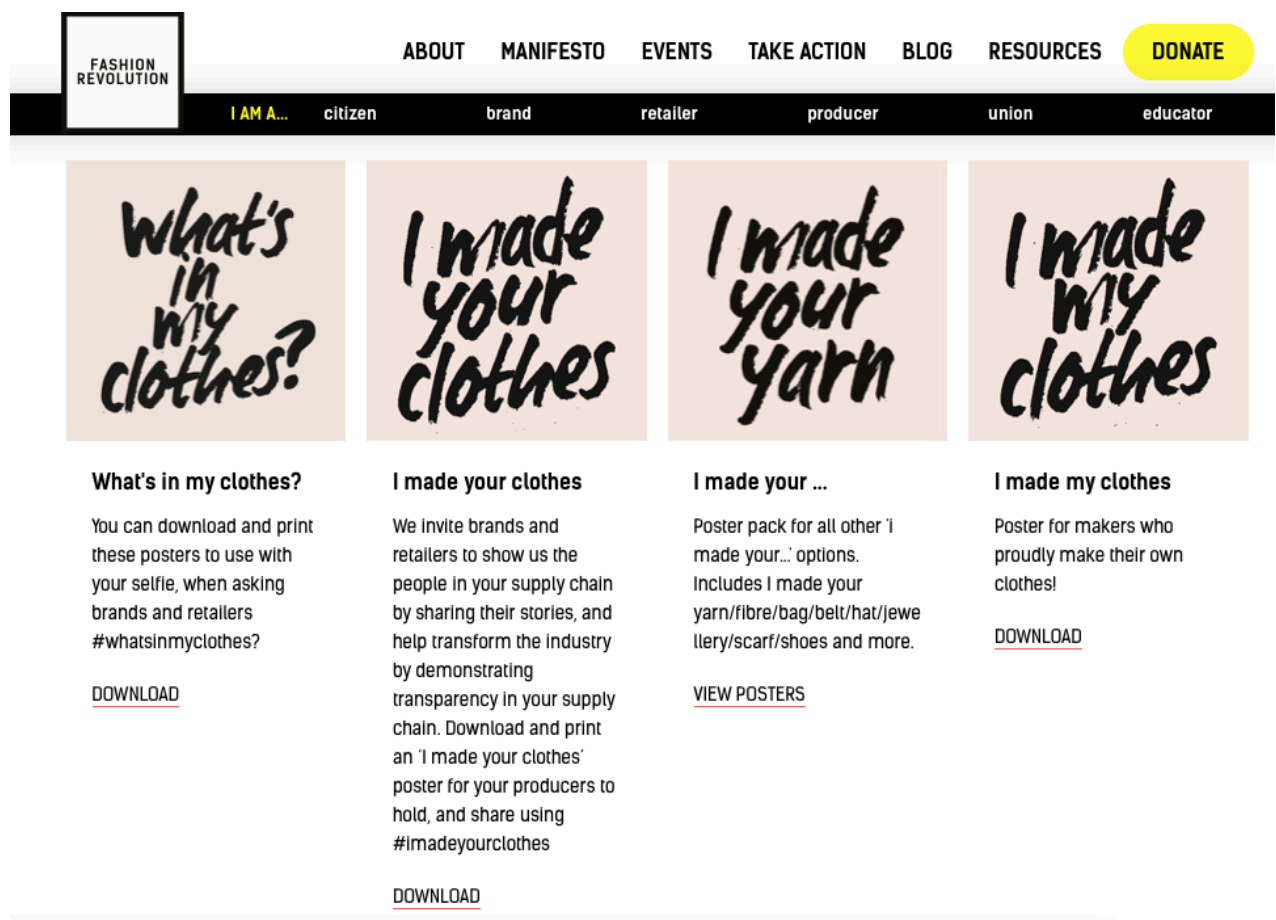 FASHION
REVOLUTION
ABOUT MANIFESTO EVENTS TAKE ACTION BLOG RESOURCES DONATE
I AM A... citizen brand retailer producer union educator
what's
in
my
clothes?
I made
your
clothes
I made
your
yarn
I made
my
clothes
What's in my clothes?
You can download and print
these posters to use with
your selfie, when asking
brands and retailers
#whatsinmyclothes?
DOWNLOAD
I made your clothes
We invite brands and
retailers to show us the
people in your supply chain
by sharing their stories, and
help transform the industry
by demonstrating
transparency in your supply
chain. Download and print
an 'I made your clothes'
poster for your producers to
hold, and share using
#imadeyourclothes
DOWNLOAD
I made your ...
Poster pack for all other 'i
made your...' options.
Includes I made your
yarn/fibre/bag/belt/hat/jewe
llery/scarf/shoes and more.
VIEW POSTERS
I made my clothes
Poster for makers who
proudly make their own
clothes!
DOWNLOAD